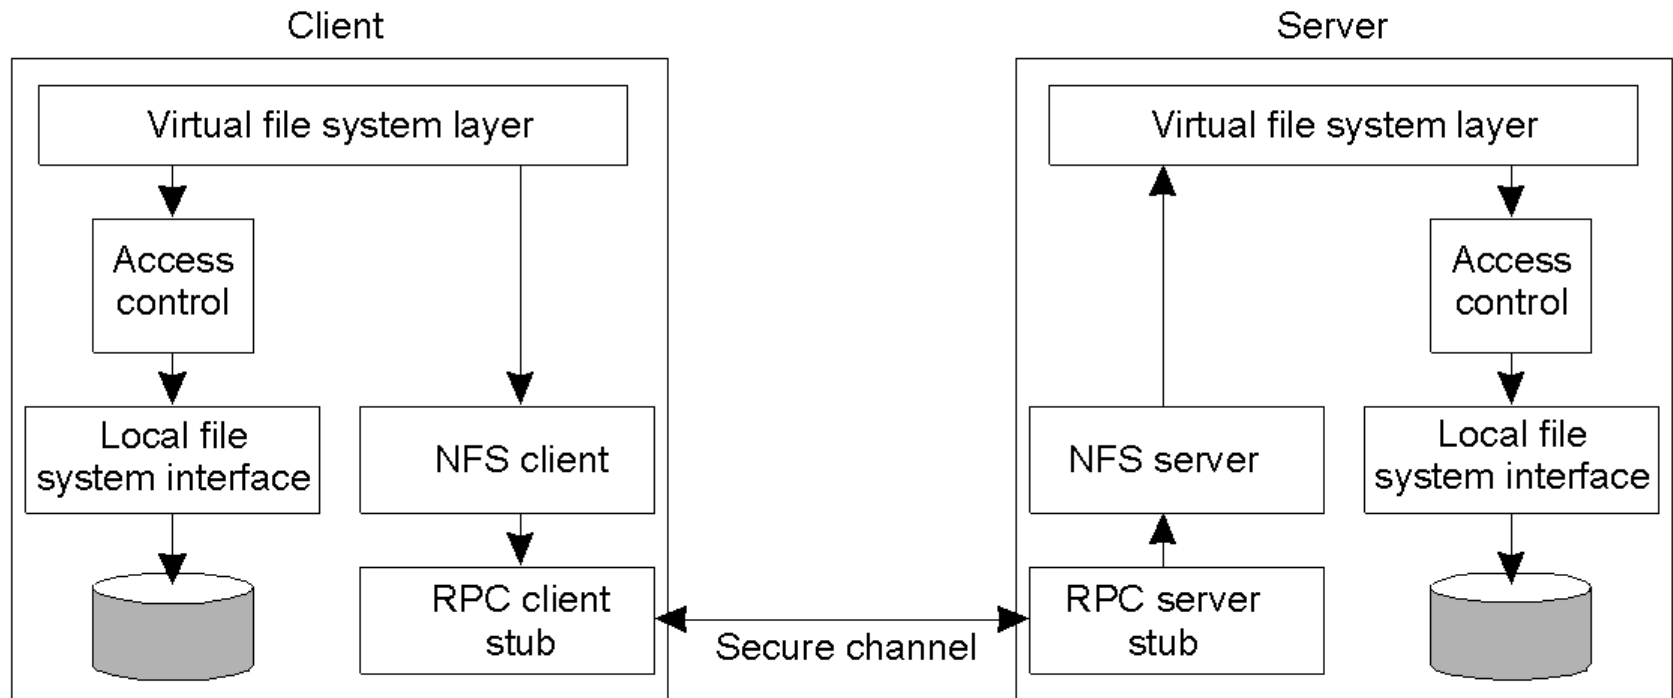 Client
Server
Virtual file system layer
Virtual file system layer
Access
control
Access
control
Local file
system interface
NFS client
NFS server
Local file
system interface
RPC client
stub
Secure channel
RPC server
stub